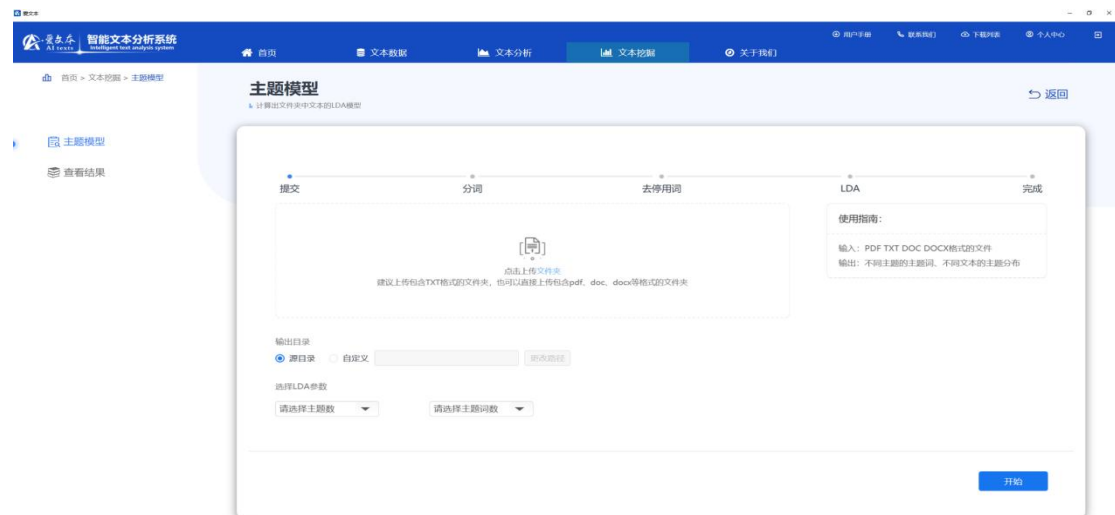 爱文本
爱文本 智能文本分析系统
AI texts Intelligent text analysis system
首页 文本数据 文本分析 文本挖掘 关于我们
用户手册 联系我们 下载列表 个人中心
首页 > 文本挖掘 > 主题模型
主题模型
计算出文件夹中文本的LDA模型
返回
主题模型
查看结果
提交 分词 去停用词 LDA 完成
点击上传文件夹
建议上传包含TXT格式的文件夹，也可以直接上传包含pdf、doc、docx等格式的文件夹
使用指南：
输入：PDF TXT DOC DOCX格式的文件
输出：不同主题的主题词、不同文本的主题分布
输出目录
源目录 自定义 更改路径
选择LDA参数
请选择主题数 请选择主题词数
开始